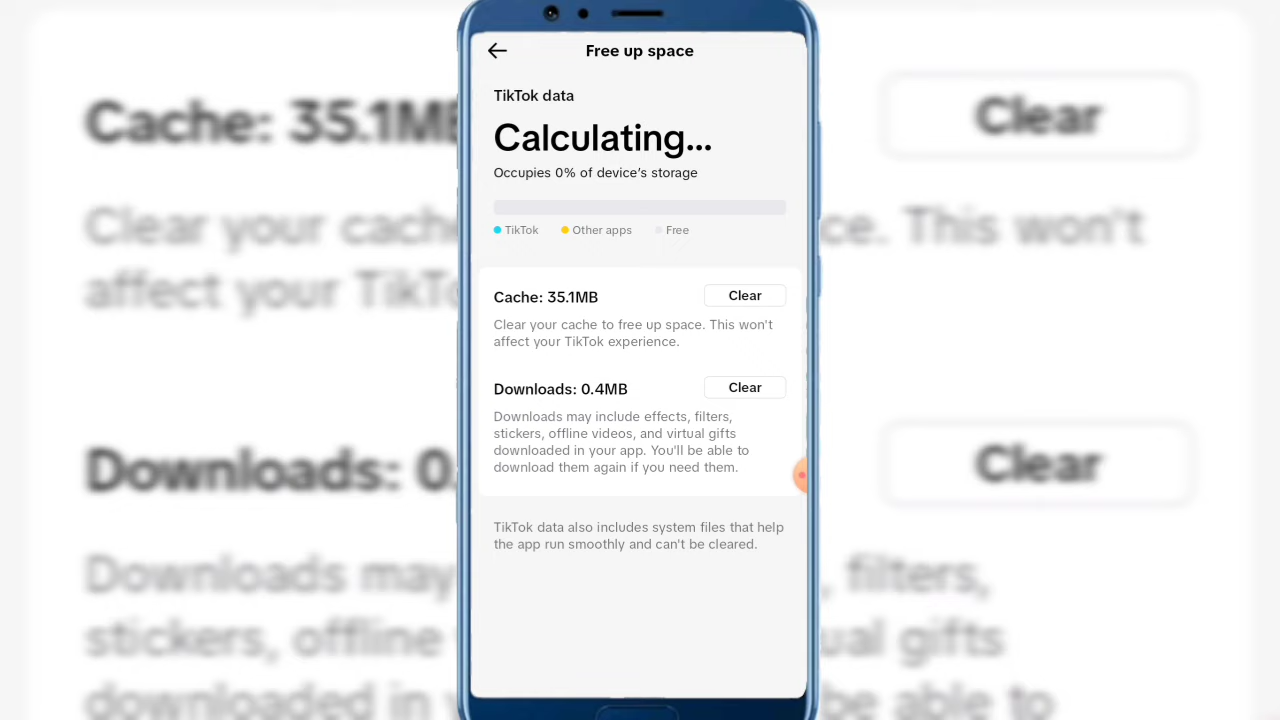 Free up space
TikTok data
Calculating...
Occupies 0% of device's storage
TikTok Other apps Free
Cache: 35.1MB Clear
Clear your cache to free up space. This won't
affect your TikTok experience.
Downloads: 0.4MB Clear
Downloads may include effects, filters,
stickers, offline videos, and virtual gifts
downloaded in your app. You'll be able to
download them again if you need them.
TikTok data also includes system files that help
the app run smoothly and can't be cleared.
Cache: 35.1MB
Clear
Clear your cache
ce. This won't
affect your TikTo
Downloads: 0.
Clear
Downloads may
, filters,
stickers, offline
ual gifts
downloaded in
be able to